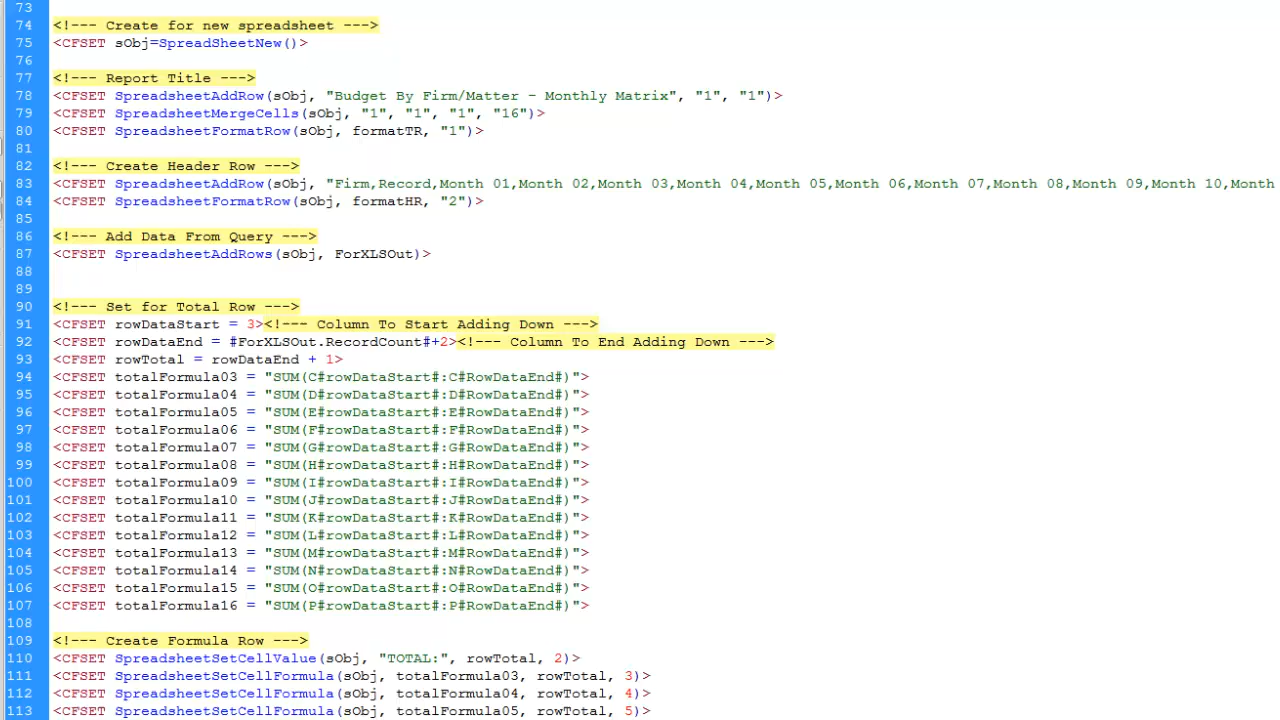 73
74 <!--- Create for new spreadsheet --->
75 <CFSET sObj=SpreadSheetNew()>
76
77 <!--- Report Title --->
78 <CFSET SpreadsheetAddRow(sObj, "Budget By Firm/Matter - Monthly Matrix", "1", "1")>
79 <CFSET SpreadsheetMergeCells(sObj, "1", "1", "1", "16")>
80 <CFSET SpreadsheetFormatRow(sObj, formatTR, "1")>
81
82 <!--- Create Header Row --->
83 <CFSET SpreadsheetAddRow(sObj, "Firm,Record,Month 01,Month 02,Month 03,Month 04,Month 05,Month 06,Month 07,Month 08,Month 09,Month 10,Month
84 <CFSET SpreadsheetFormatRow(sObj, formatHR, "2")>
85
86 <!--- Add Data From Query --->
87 <CFSET SpreadsheetAddRows(sObj, ForXLSOut)>
88
89
90 <!--- Set for Total Row --->
91 <CFSET rowDataStart = 3><!--- Column To Start Adding Down --->
92 <CFSET rowDataEnd = #ForXLSOut.RecordCount#+2><!--- Column To End Adding Down --->
93 <CFSET rowTotal = rowDataEnd + 1>
94 <CFSET totalFormula03 = "SUM(C#rowDataStart#:C#RowDataEnd#)">
95 <CFSET totalFormula04 = "SUM(D#rowDataStart#:D#RowDataEnd#)">
96 <CFSET totalFormula05 = "SUM(E#rowDataStart#:E#RowDataEnd#)">
97 <CFSET totalFormula06 = "SUM(F#rowDataStart#:F#RowDataEnd#)">
98 <CFSET totalFormula07 = "SUM(G#rowDataStart#:G#RowDataEnd#)">
99 <CFSET totalFormula08 = "SUM(H#rowDataStart#:H#RowDataEnd#)">
100 <CFSET totalFormula09 = "SUM(I#rowDataStart#:I#RowDataEnd#)">
101 <CFSET totalFormula10 = "SUM(J#rowDataStart#:J#RowDataEnd#)">
102 <CFSET totalFormula11 = "SUM(K#rowDataStart#:K#RowDataEnd#)">
103 <CFSET totalFormula12 = "SUM(L#rowDataStart#:L#RowDataEnd#)">
104 <CFSET totalFormula13 = "SUM(M#rowDataStart#:M#RowDataEnd#)">
105 <CFSET totalFormula14 = "SUM(N#rowDataStart#:N#RowDataEnd#)">
106 <CFSET totalFormula15 = "SUM(O#rowDataStart#:O#RowDataEnd#)">
107 <CFSET totalFormula16 = "SUM(P#rowDataStart#:P#RowDataEnd#)">
108
109 <!--- Create Formula Row --->
110 <CFSET SpreadsheetSetCellValue(sObj, "TOTAL:", rowTotal, 2)>
111 <CFSET SpreadsheetSetCellFormula(sObj, totalFormula03, rowTotal, 3)>
112 <CFSET SpreadsheetSetCellFormula(sObj, totalFormula04, rowTotal, 4)>
113 <CFSET SpreadsheetSetCellFormula(sObj, totalFormula05, rowTotal, 5)>